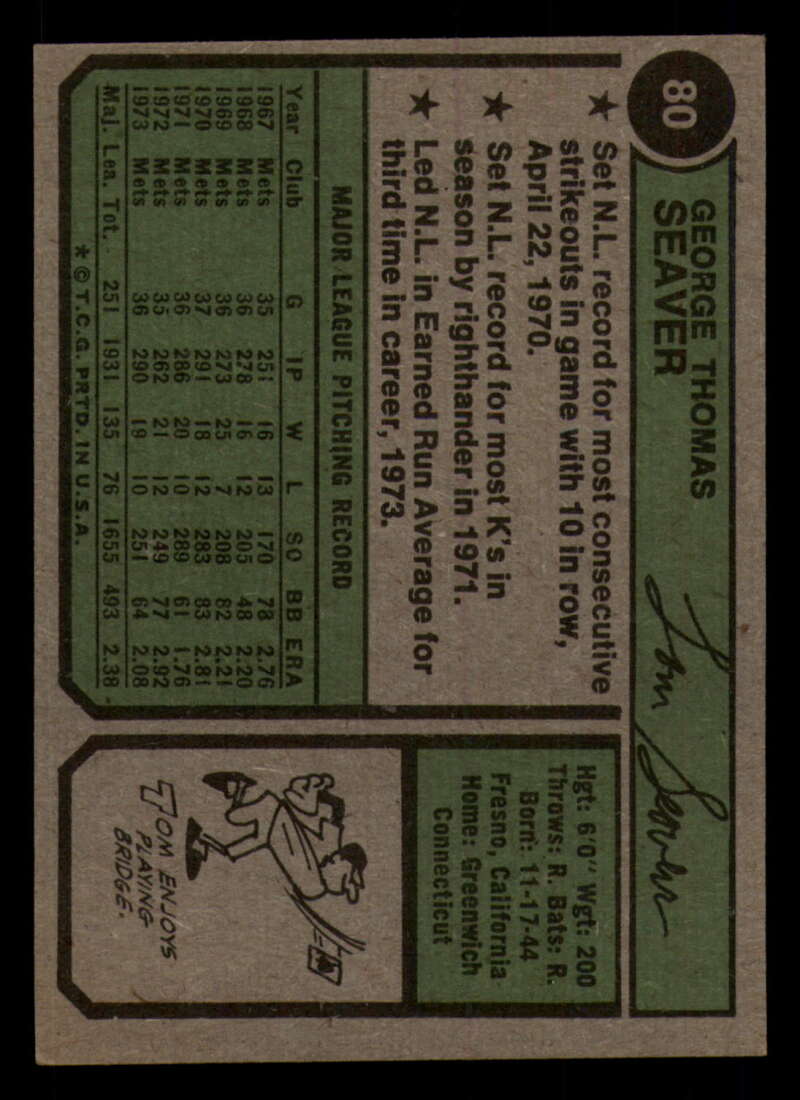 80
GEORGE THOMAS
SEAVER
Tom Seaver
★ Set N.L. record for most consecutive
strikeouts in game with 10 in row,
April 22, 1970.
★ Set N.L. record for most K's in
season by righthander in 1971.
★ Led N.L. in Earned Run Average for
third time in career, 1973.
MAJOR LEAGUE PITCHING RECORD
Year Club G IP W L SO BB ERA
1967 Mets 35 251 16 13 170 78 2.76
1968 Mets 36 278 16 12 205 48 2.20
1969 Mets 36 273 25 7 208 82 2.21
1970 Mets 37 291 18 12 283 83 2.81
1971 Mets 36 286 20 10 289 61 1.76
1972 Mets 35 262 21 12 249 77 2.92
1973 Mets 36 290 19 10 251 64 2.08
Maj. Lea. Tot. 251 1931 135 76 1655 493 2.38
* © T.C.G. PRTD. IN U.S.A.
Hgt: 6'0" Wgt: 200
Throws: R. Bats: R.
Born: 11-17-44
Fresno, California
Home: Greenwich
Connecticut
TOM ENJOYS
PLAYING
BRIDGE.